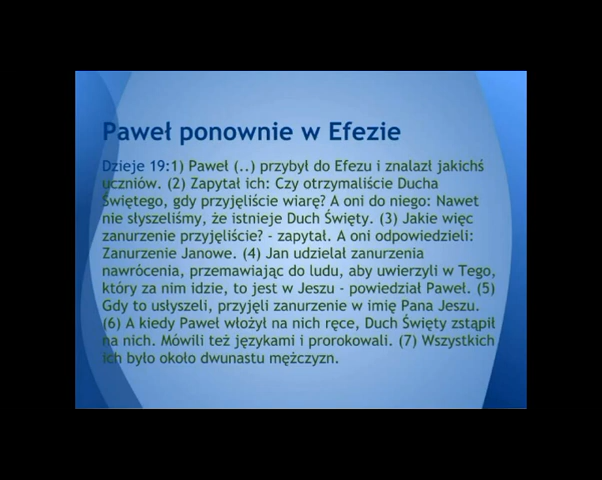 Paweł ponownie w Efezie
Dzieje 19:1) Paweł (..) przybył do Efezu i znalazł jakichś
uczniów. (2) Zapytał ich: Czy otrzymaliście Ducha
Świętego, gdy przyjęliście wiarę? A oni do niego: Nawet
nie słyszeliśmy, że istnieje Duch Święty. (3) Jakie więc
zanurzenie przyjęliście? - zapytał. A oni odpowiedzieli:
Zanurzenie Janowe. (4) Jan udzielał zanurzenia
nawrócenia, przemawiając do ludu, aby uwierzyli w Tego,
który za nim idzie, to jest w Jeszu - powiedział Paweł. (5)
Gdy to usłyszeli, przyjęli zanurzenie w imię Pana Jeszu.
(6) A kiedy Paweł włożył na nich ręce, Duch Święty zstąpił
na nich. Mówili też językami i prorokowali. (7) Wszystkich
ich było około dwunastu mężczyzn.